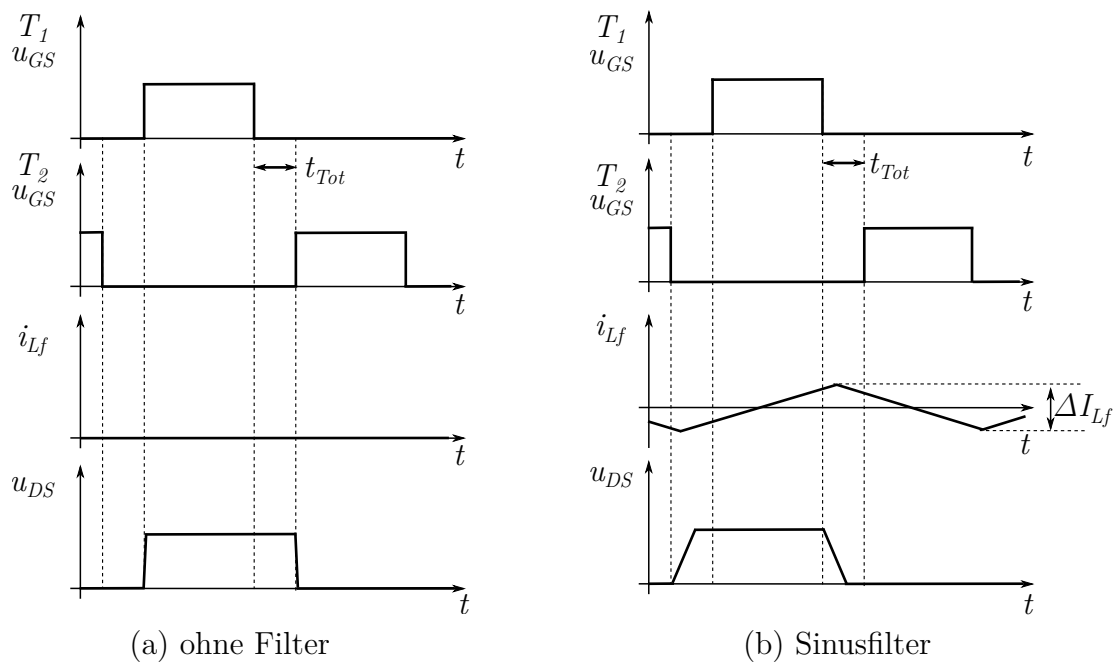 T1
uGS
t
tTot
T2
uGS
t
iLf
t
uDS
t
(a) ohne Filter
T1
uGS
t
tTot
T2
uGS
t
iLf
ΔILf
t
uDS
t
(b) Sinusfilter